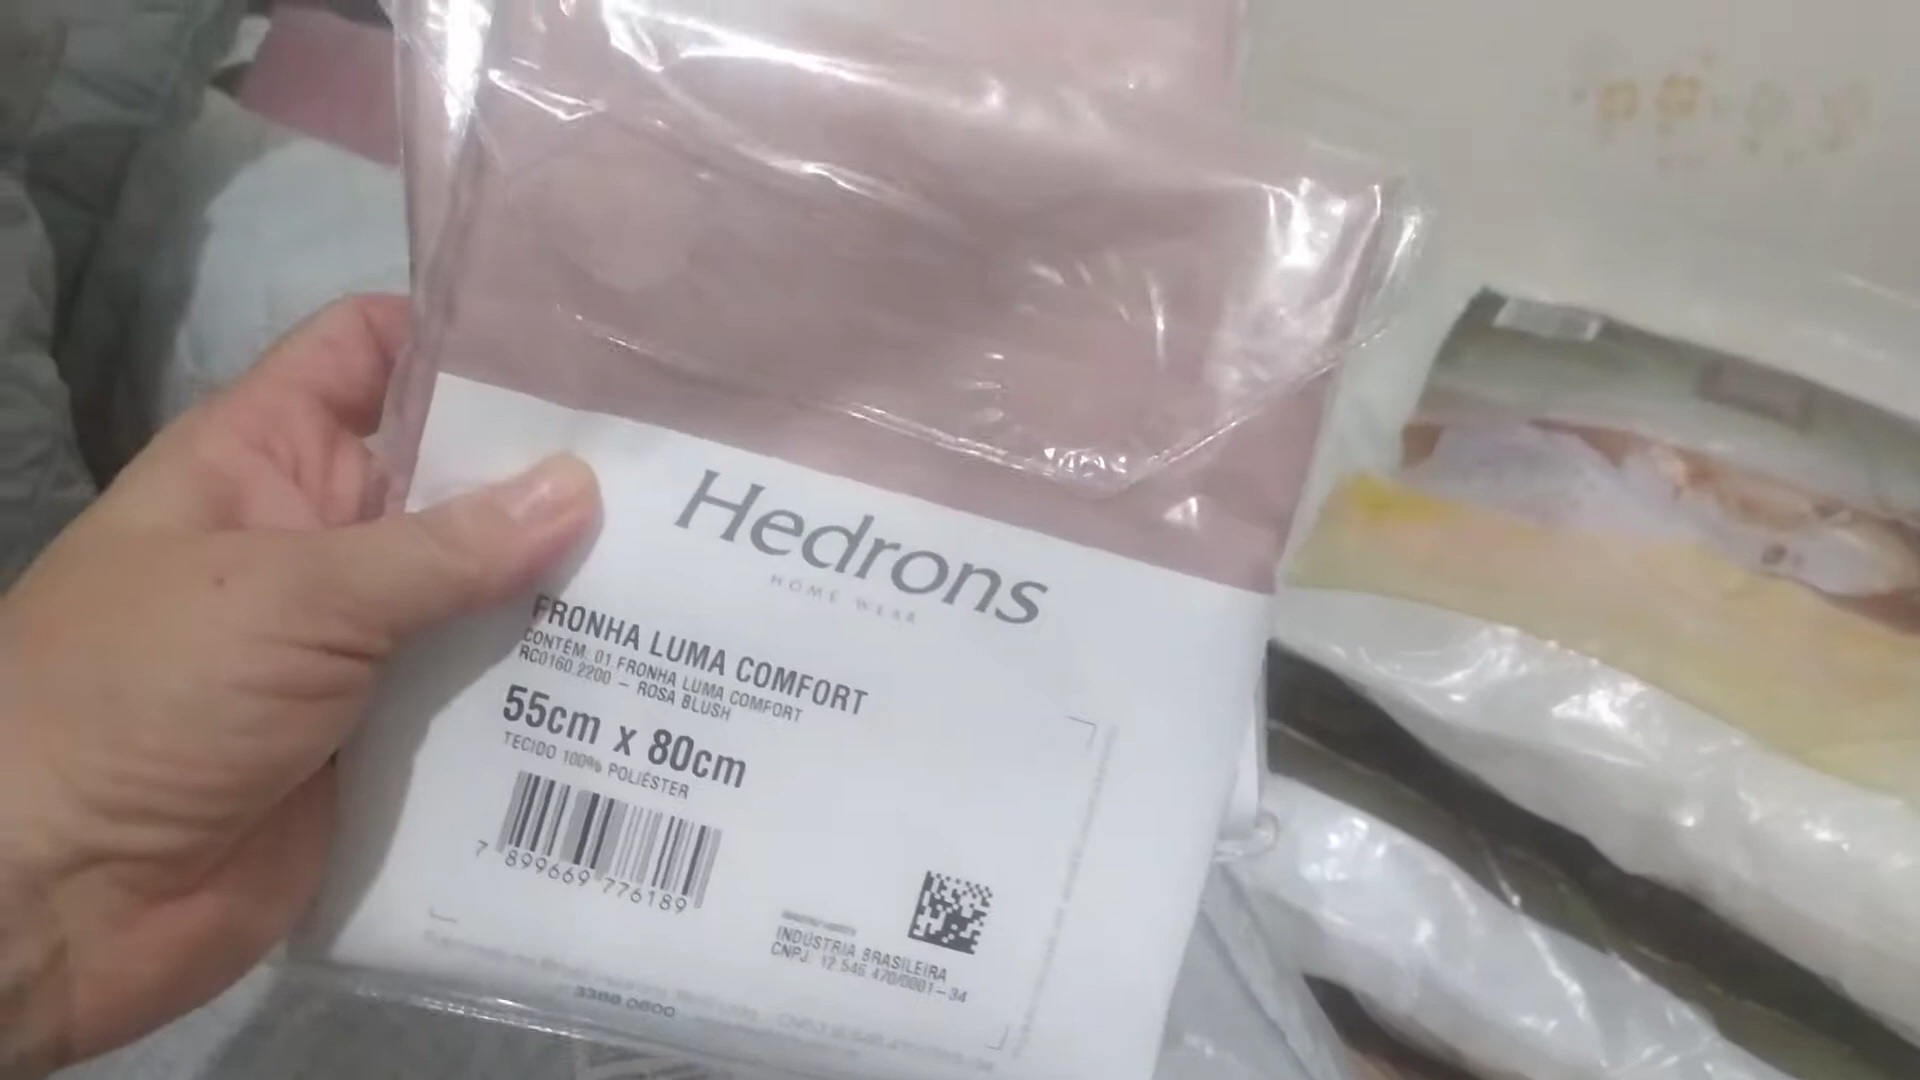 Hedrons
HOME WEAR
FRONHA LUMA COMFORT
CONTÉM: 01 FRONHA LUMA COMFORT
RC0160.2200 – ROSA BLUSH
55cm x 80cm
TECIDO 100% POLIÉSTER
7 899669 776189
INDÚSTRIA BRASILEIRA
CNPJ: 12.546.470/0001-34
3388.0800